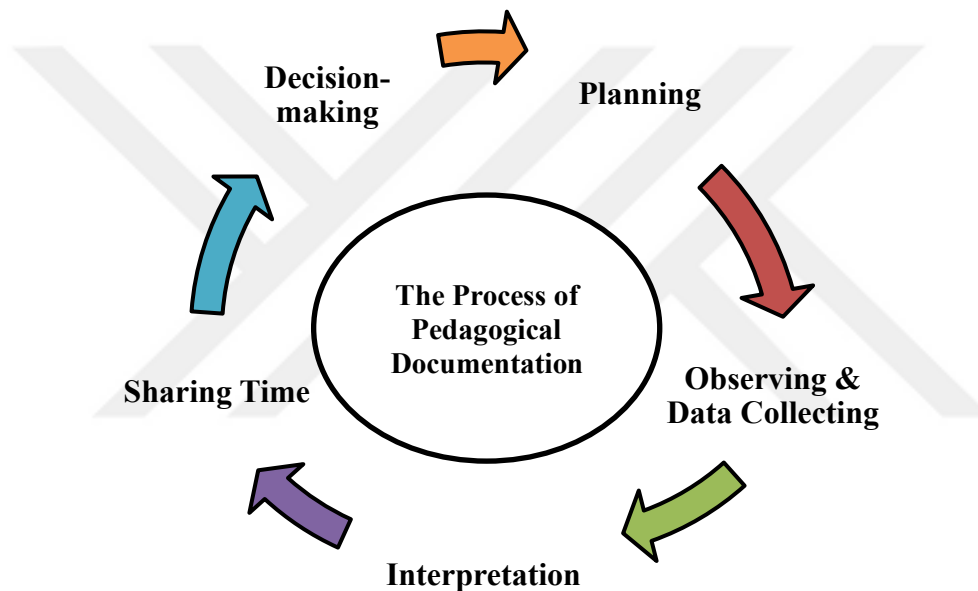 Decision-
making
Planning
The Process of
Pedagogical
Documentation
Observing &
Data Collecting
Sharing Time
Interpretation